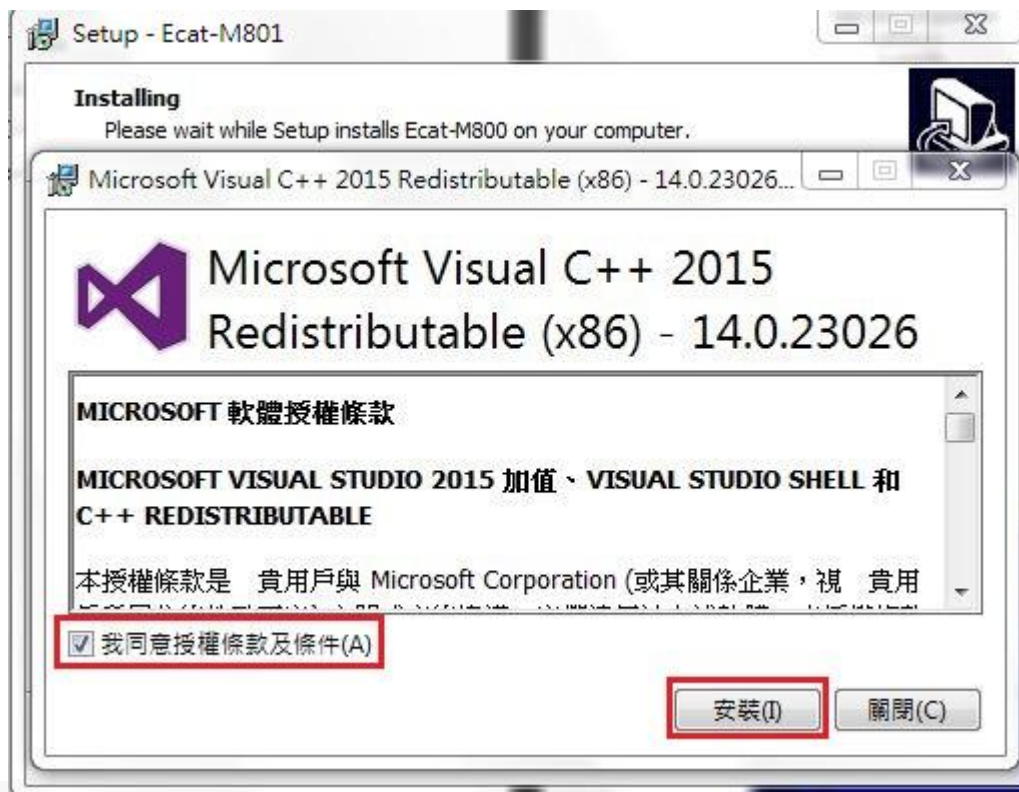 Setup - Ecat-M801
Installing
Please wait while Setup installs Ecat-M800 on your computer.
Microsoft Visual C++ 2015 Redistributable (x86) - 14.0.23026...
Microsoft Visual C++ 2015
Redistributable (x86) - 14.0.23026
MICROSOFT 軟體授權條款
MICROSOFT VISUAL STUDIO 2015 加值、VISUAL STUDIO SHELL 和
C++ REDISTRIBUTABLE
本授權條款是 貴用戶與 Microsoft Corporation (或其關係企業，視 貴用
我同意授權條款及條件(A)
安裝(I)
關閉(C)